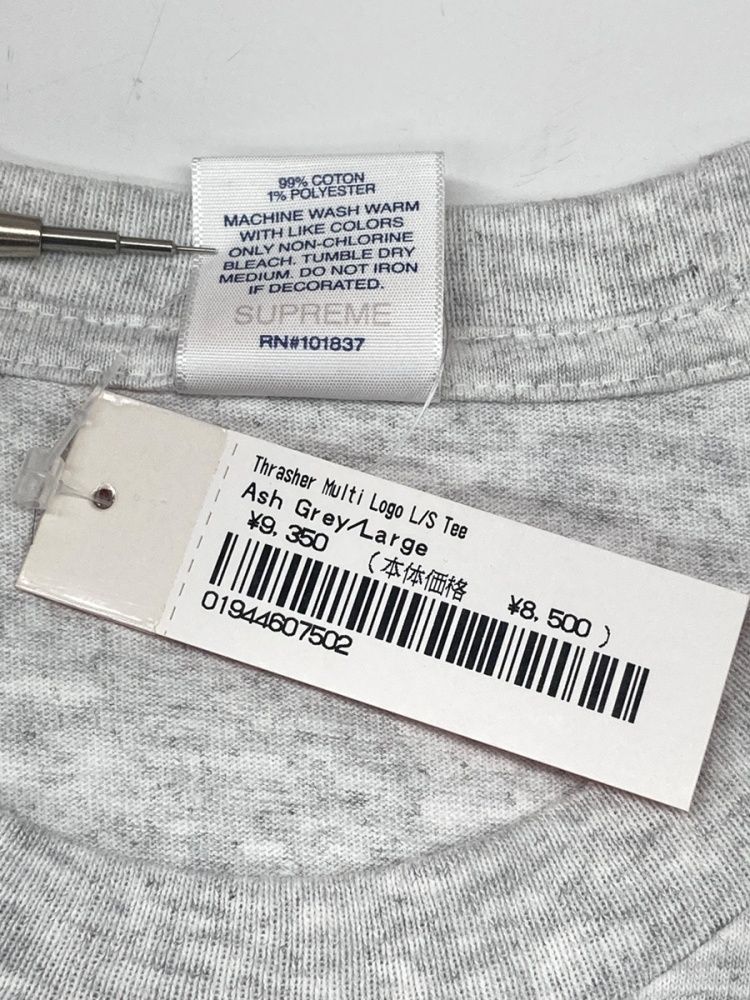 99% COTON
1% POLYESTER
MACHINE WASH WARM
WITH LIKE COLORS
ONLY NON-CHLORINE
BLEACH. TUMBLE DRY
MEDIUM. DO NOT IRON
IF DECORATED.
SUPREME
RN#101837
Thrasher Multi Logo L/S Tee
Ash Grey/Large
¥9,350 (本体価格 ¥8,500)
01944607502